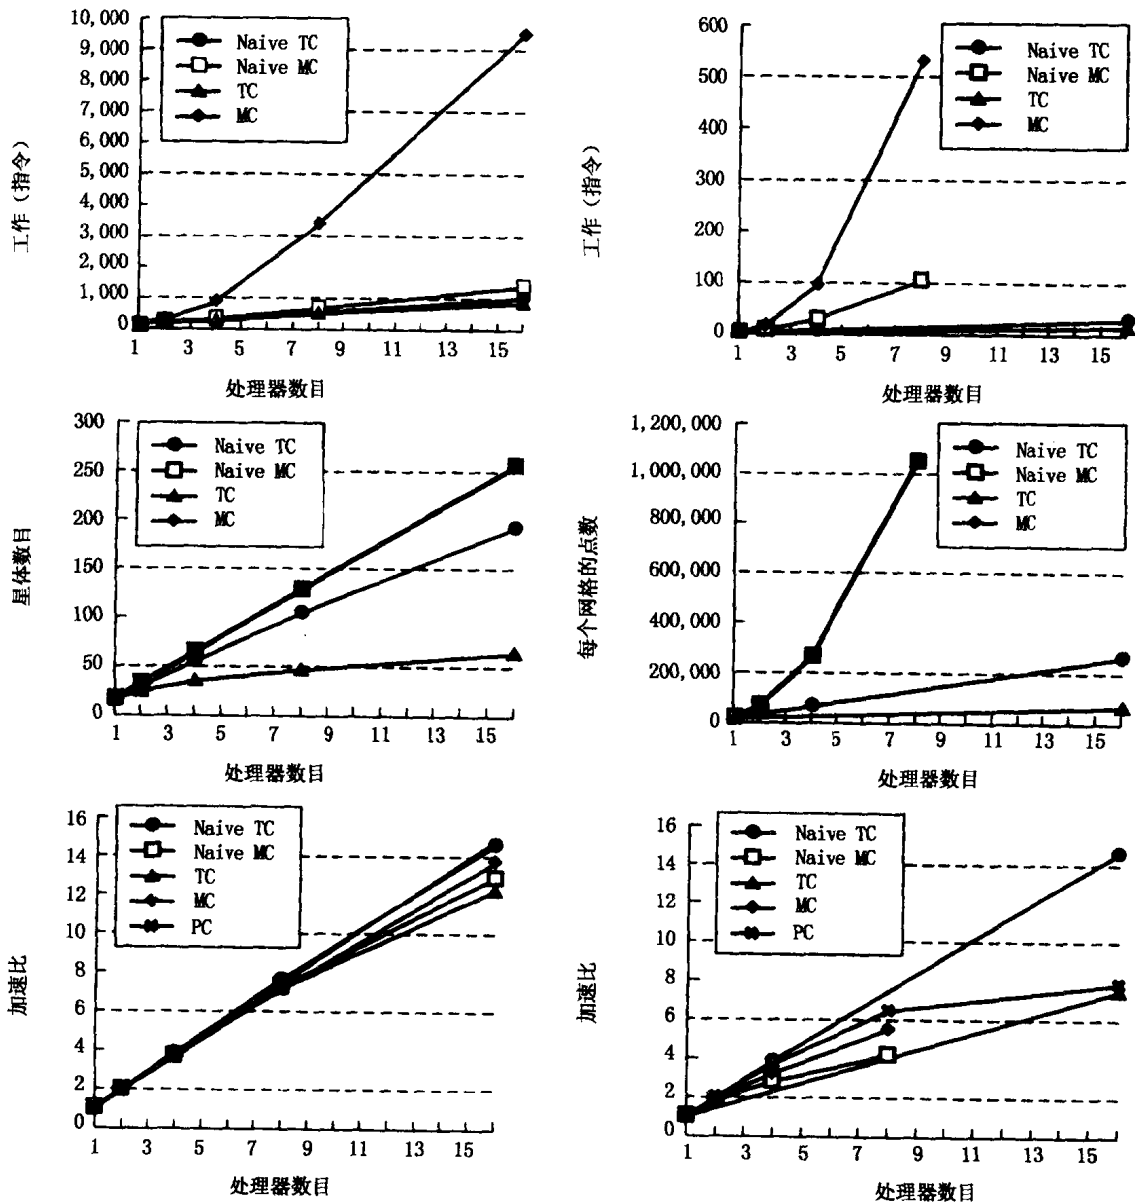 10,000
9,000
8,000
7,000
6,000
5,000
4,000
3,000
2,000
1,000
0
工作（指令）
Naive TC
Naive MC
TC
MC
1 3 5 7 9 11 13 15
处理器数目
600
500
400
300
200
100
0
工作（指令）
Naive TC
Naive MC
TC
MC
1 3 5 7 9 11 13 15
处理器数目
300
250
200
150
100
50
0
星体数目
Naive TC
Naive MC
TC
MC
1 3 5 7 9 11 13 15
处理器数目
1,200,000
1,000,000
800,000
600,000
400,000
200,000
0
每个网格的点数
Naive TC
Naive MC
TC
MC
1 3 5 7 9 11 13 15
处理器数目
16
14
12
10
8
6
4
2
0
加速比
Naive TC
Naive MC
TC
MC
PC
1 3 5 7 9 11 13 15
处理器数目
16
14
12
10
8
6
4
2
0
加速比
Naive TC
Naive MC
TC
MC
PC
1 3 5 7 9 11 13 15
处理器数目